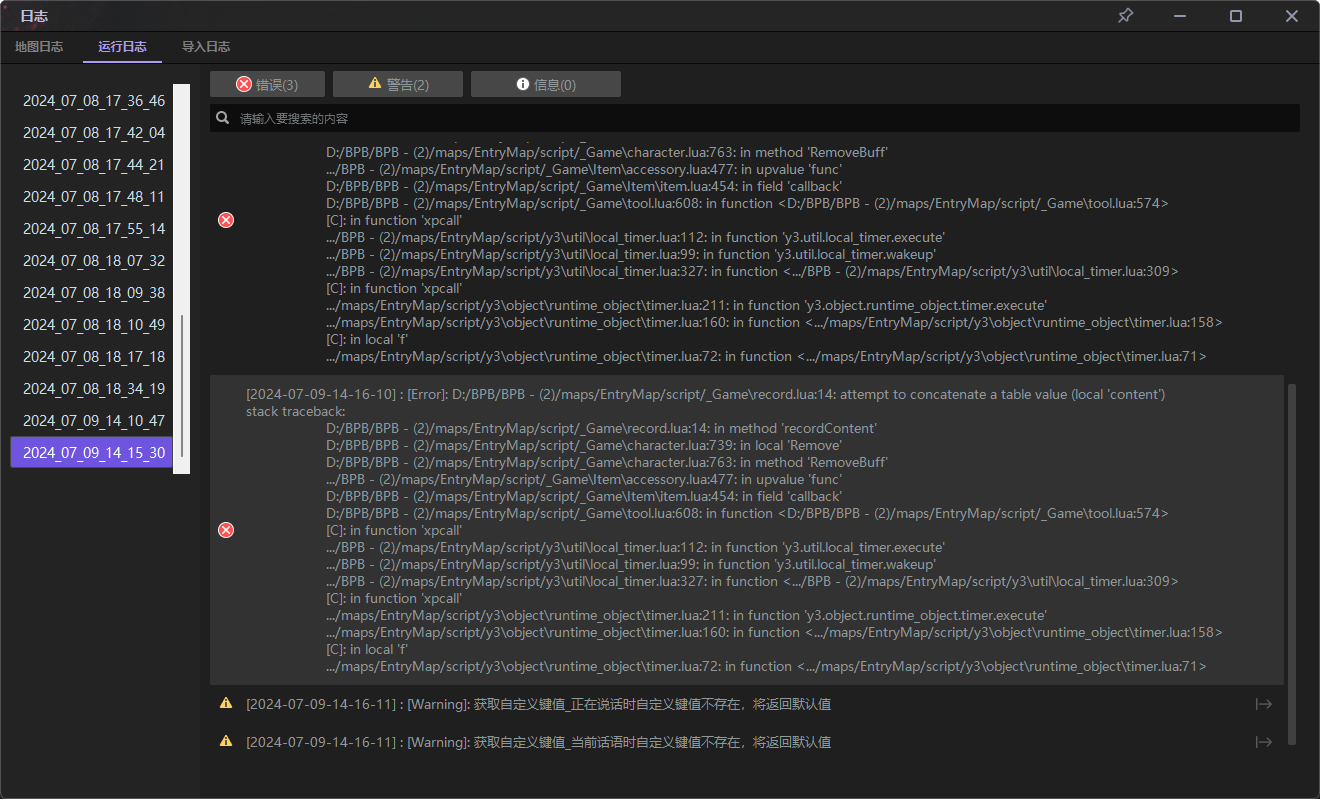 日志
地图日志 运行日志 导入日志
错误(3) 警告(2) 信息(0)
请输入要搜索的内容
2024_07_08_17_36_46
2024_07_08_17_42_04
2024_07_08_17_44_21
2024_07_08_17_48_11
2024_07_08_17_55_14
2024_07_08_18_07_32
2024_07_08_18_09_38
2024_07_08_18_10_49
2024_07_08_18_17_18
2024_07_08_18_34_19
2024_07_09_14_10_47
2024_07_09_14_15_30
D:/BPB/BPB - (2)/maps/EntryMap/script/_Game\character.lua:763: in method 'RemoveBuff'
.../BPB - (2)/maps/EntryMap/script/_Game\Item\accessory.lua:477: in upvalue 'func'
D:/BPB/BPB - (2)/maps/EntryMap/script/_Game\Item\item.lua:454: in field 'callback'
D:/BPB/BPB - (2)/maps/EntryMap/script/_Game\tool.lua:608: in function <D:/BPB/BPB - (2)/maps/EntryMap/script/_Game\tool.lua:574>
[C]: in function 'xpcall'
.../BPB - (2)/maps/EntryMap/script/y3\util\local_timer.lua:112: in function 'y3.util.local_timer.execute'
.../BPB - (2)/maps/EntryMap/script/y3\util\local_timer.lua:99: in function 'y3.util.local_timer.wakeup'
.../BPB - (2)/maps/EntryMap/script/y3\util\local_timer.lua:327: in function <.../BPB - (2)/maps/EntryMap/script/y3\util\local_timer.lua:309>
[C]: in function 'xpcall'
.../maps/EntryMap/script/y3\object\runtime_object\timer.lua:211: in function 'y3.object.runtime_object.timer.execute'
.../maps/EntryMap/script/y3\object\runtime_object\timer.lua:160: in function <.../maps/EntryMap/script/y3\object\runtime_object\timer.lua:158>
[C]: in local 'f'
.../maps/EntryMap/script/y3\object\runtime_object\timer.lua:72: in function <.../maps/EntryMap/script/y3\object\runtime_object\timer.lua:71>
[2024-07-09-14-16-10] : [Error]: D:/BPB/BPB - (2)/maps/EntryMap/script/_Game\record.lua:14: attempt to concatenate a table value (local 'content')
stack traceback:
D:/BPB/BPB - (2)/maps/EntryMap/script/_Game\record.lua:14: in method 'recordContent'
D:/BPB/BPB - (2)/maps/EntryMap/script/_Game\character.lua:739: in local 'Remove'
D:/BPB/BPB - (2)/maps/EntryMap/script/_Game\character.lua:763: in method 'RemoveBuff'
.../BPB - (2)/maps/EntryMap/script/_Game\Item\accessory.lua:477: in upvalue 'func'
D:/BPB/BPB - (2)/maps/EntryMap/script/_Game\Item\item.lua:454: in field 'callback'
D:/BPB/BPB - (2)/maps/EntryMap/script/_Game\tool.lua:608: in function <D:/BPB/BPB - (2)/maps/EntryMap/script/_Game\tool.lua:574>
[C]: in function 'xpcall'
.../BPB - (2)/maps/EntryMap/script/y3\util\local_timer.lua:112: in function 'y3.util.local_timer.execute'
.../BPB - (2)/maps/EntryMap/script/y3\util\local_timer.lua:99: in function 'y3.util.local_timer.wakeup'
.../BPB - (2)/maps/EntryMap/script/y3\util\local_timer.lua:327: in function <.../BPB - (2)/maps/EntryMap/script/y3\util\local_timer.lua:309>
[C]: in function 'xpcall'
.../maps/EntryMap/script/y3\object\runtime_object\timer.lua:211: in function 'y3.object.runtime_object.timer.execute'
.../maps/EntryMap/script/y3\object\runtime_object\timer.lua:160: in function <.../maps/EntryMap/script/y3\object\runtime_object\timer.lua:158>
[C]: in local 'f'
.../maps/EntryMap/script/y3\object\runtime_object\timer.lua:72: in function <.../maps/EntryMap/script/y3\object\runtime_object\timer.lua:71>
[2024-07-09-14-16-11] : [Warning]: 获取自定义键值_正在说话时自定义键值不存在，将返回默认值
[2024-07-09-14-16-11] : [Warning]: 获取自定义键值_当前话语时自定义键值不存在，将返回默认值